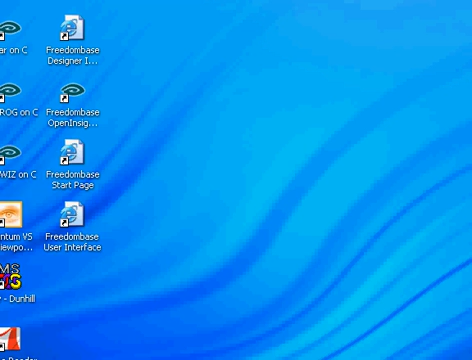 ar on C
Freedombase
Designer I...
ROG on C
Freedombase
OpenInsig...
WIZ on C
Freedombase
Start Page
ntum VS
iewpo...
Freedombase
User Interface
MS
- Dunhill